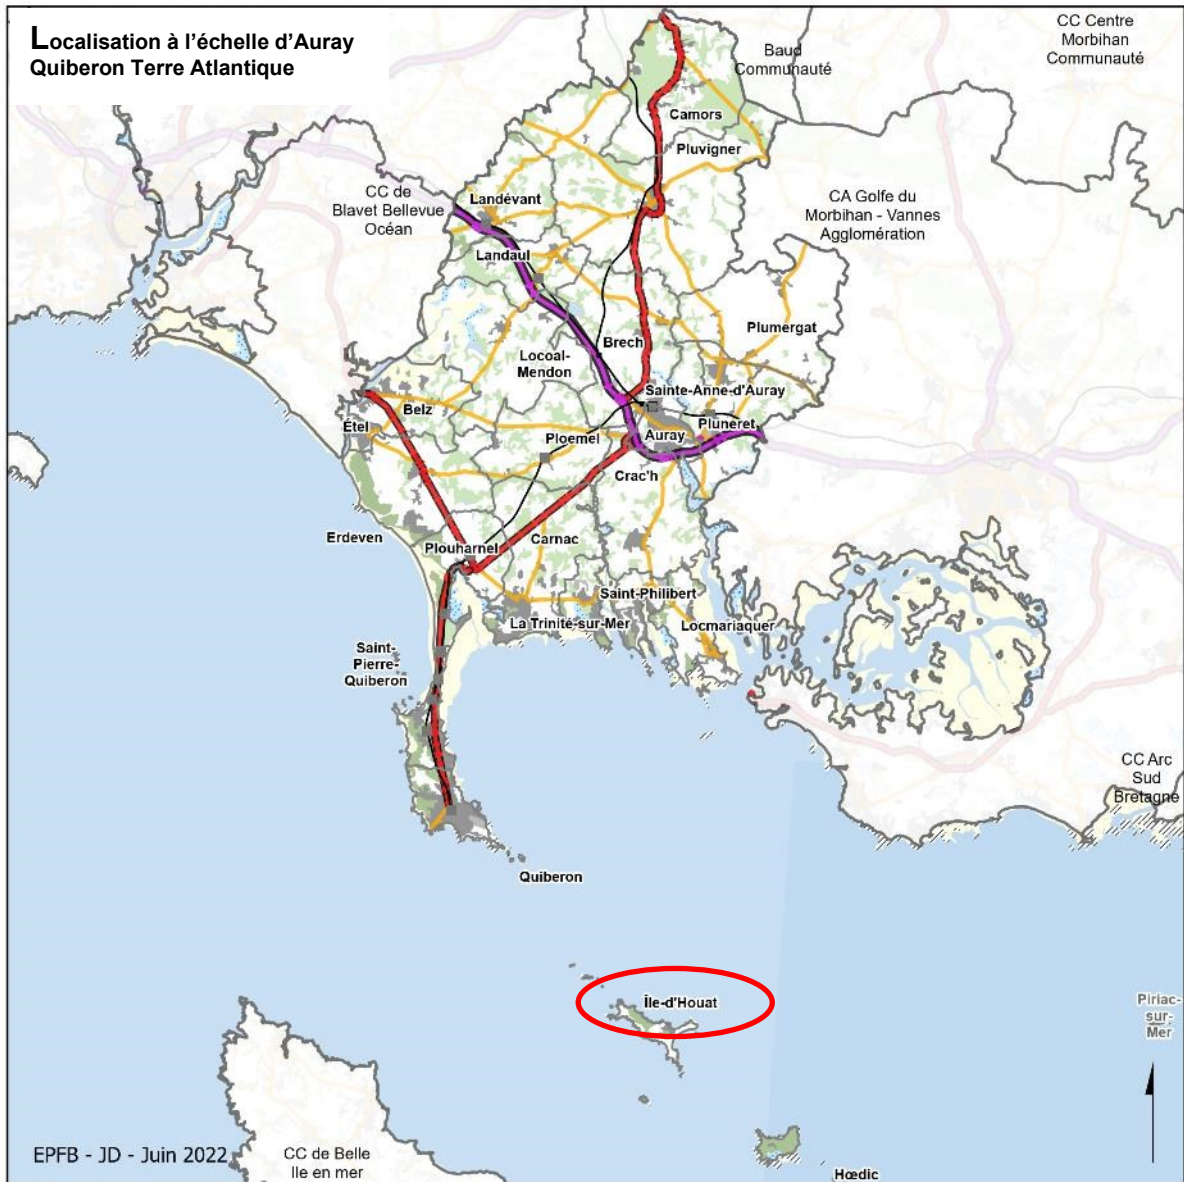 Localisation à l'échelle d'Auray
Quiberon Terre Atlantique
CC Centre
Morbihan
Communauté
Baud
Communauté
Camors
Pluvigner
CC de
Blavet Bellevue
Océan
Landévant
CA Golfe du
Morbihan - Vannes
Agglomération
Landaul
Plumergat
Brech
Locoal-
Mendon
Sainte-Anne-d'Auray
Belz
Étel
Pluneret
Ploemel
Auray
Crac'h
Erdeven
Plouharnel
Carnac
Saint-Philibert
La Trinité-sur-Mer
Locmariaquer
Saint-
Pierre-
Quiberon
CC Arc
Sud
Bretagne
Quiberon
Île-d'Houat
Piriac-
sur-
Mer
EPFB - JD - Juin 2022
CC de Belle
Ile en mer
Hœdic